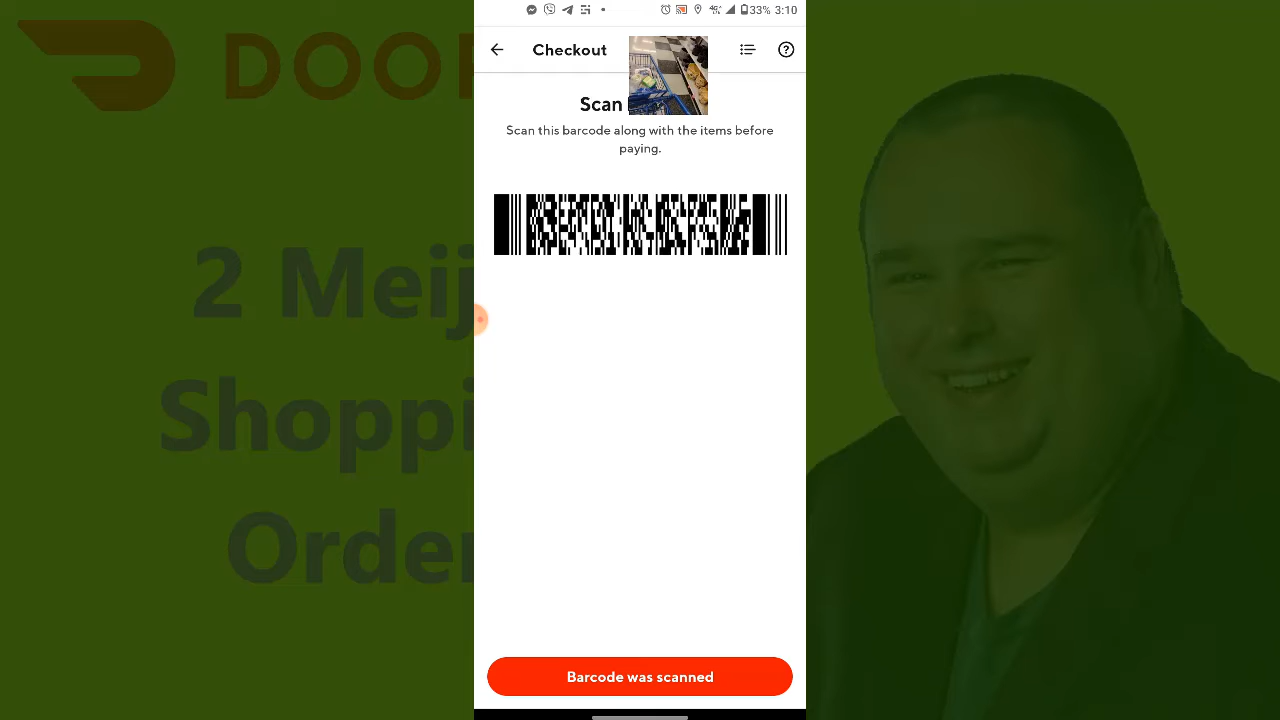 33% 3:10
Checkout
Scan
Scan this barcode along with the items before
paying.
DOO
2 Meij
Shoppi
Order
Barcode was scanned